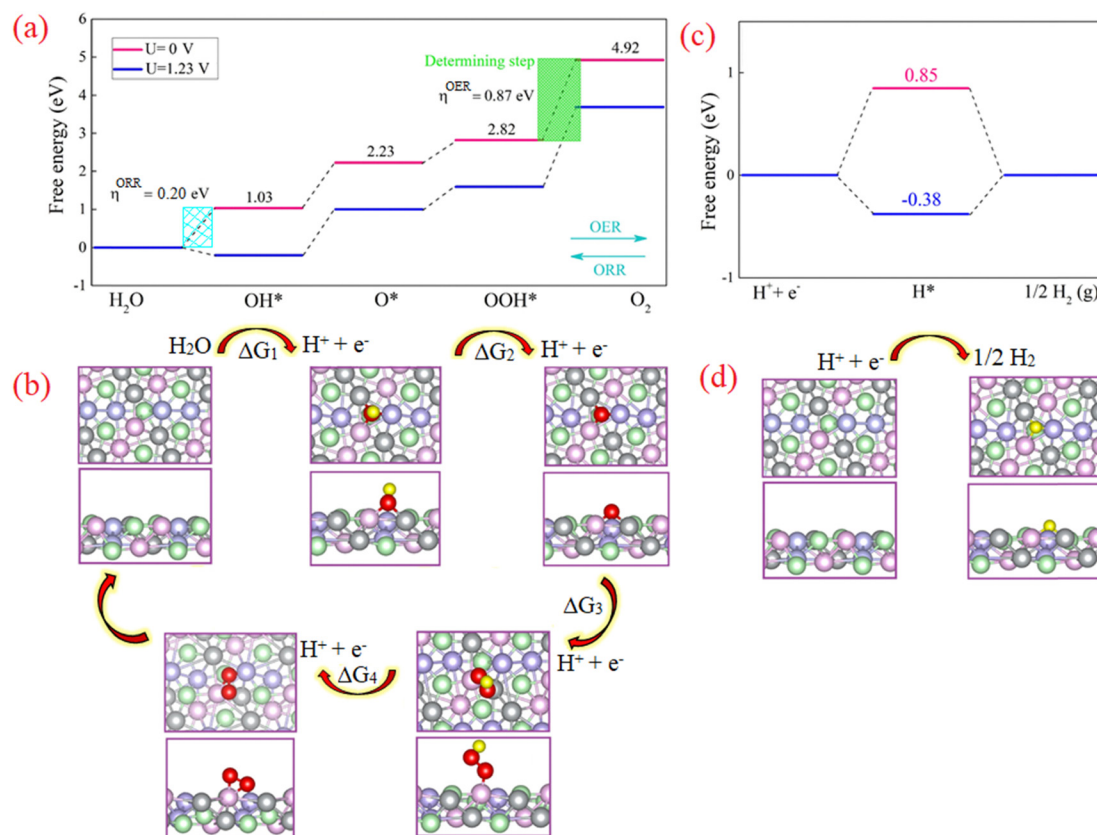 (a)
6
5
4
3
2
1
0
-1
Free energy (eV)
U= 0 V
U=1.23 V
Determining step
η^OER = 0.87 eV
η^ORR = 0.20 eV
1.03
2.23
2.82
4.92
OER
ORR
H₂O
OH*
O*
OOH*
O₂
(c)
1
0
-1
Free energy (eV)
0.85
-0.38
H⁺+ e⁻
H*
1/2 H₂ (g)
(b)
H₂O
ΔG₁
H⁺ + e⁻
ΔG₂
H⁺ + e⁻
ΔG₃
H⁺ + e⁻
ΔG₄
H⁺ + e⁻
(d)
H⁺ + e⁻
1/2 H₂